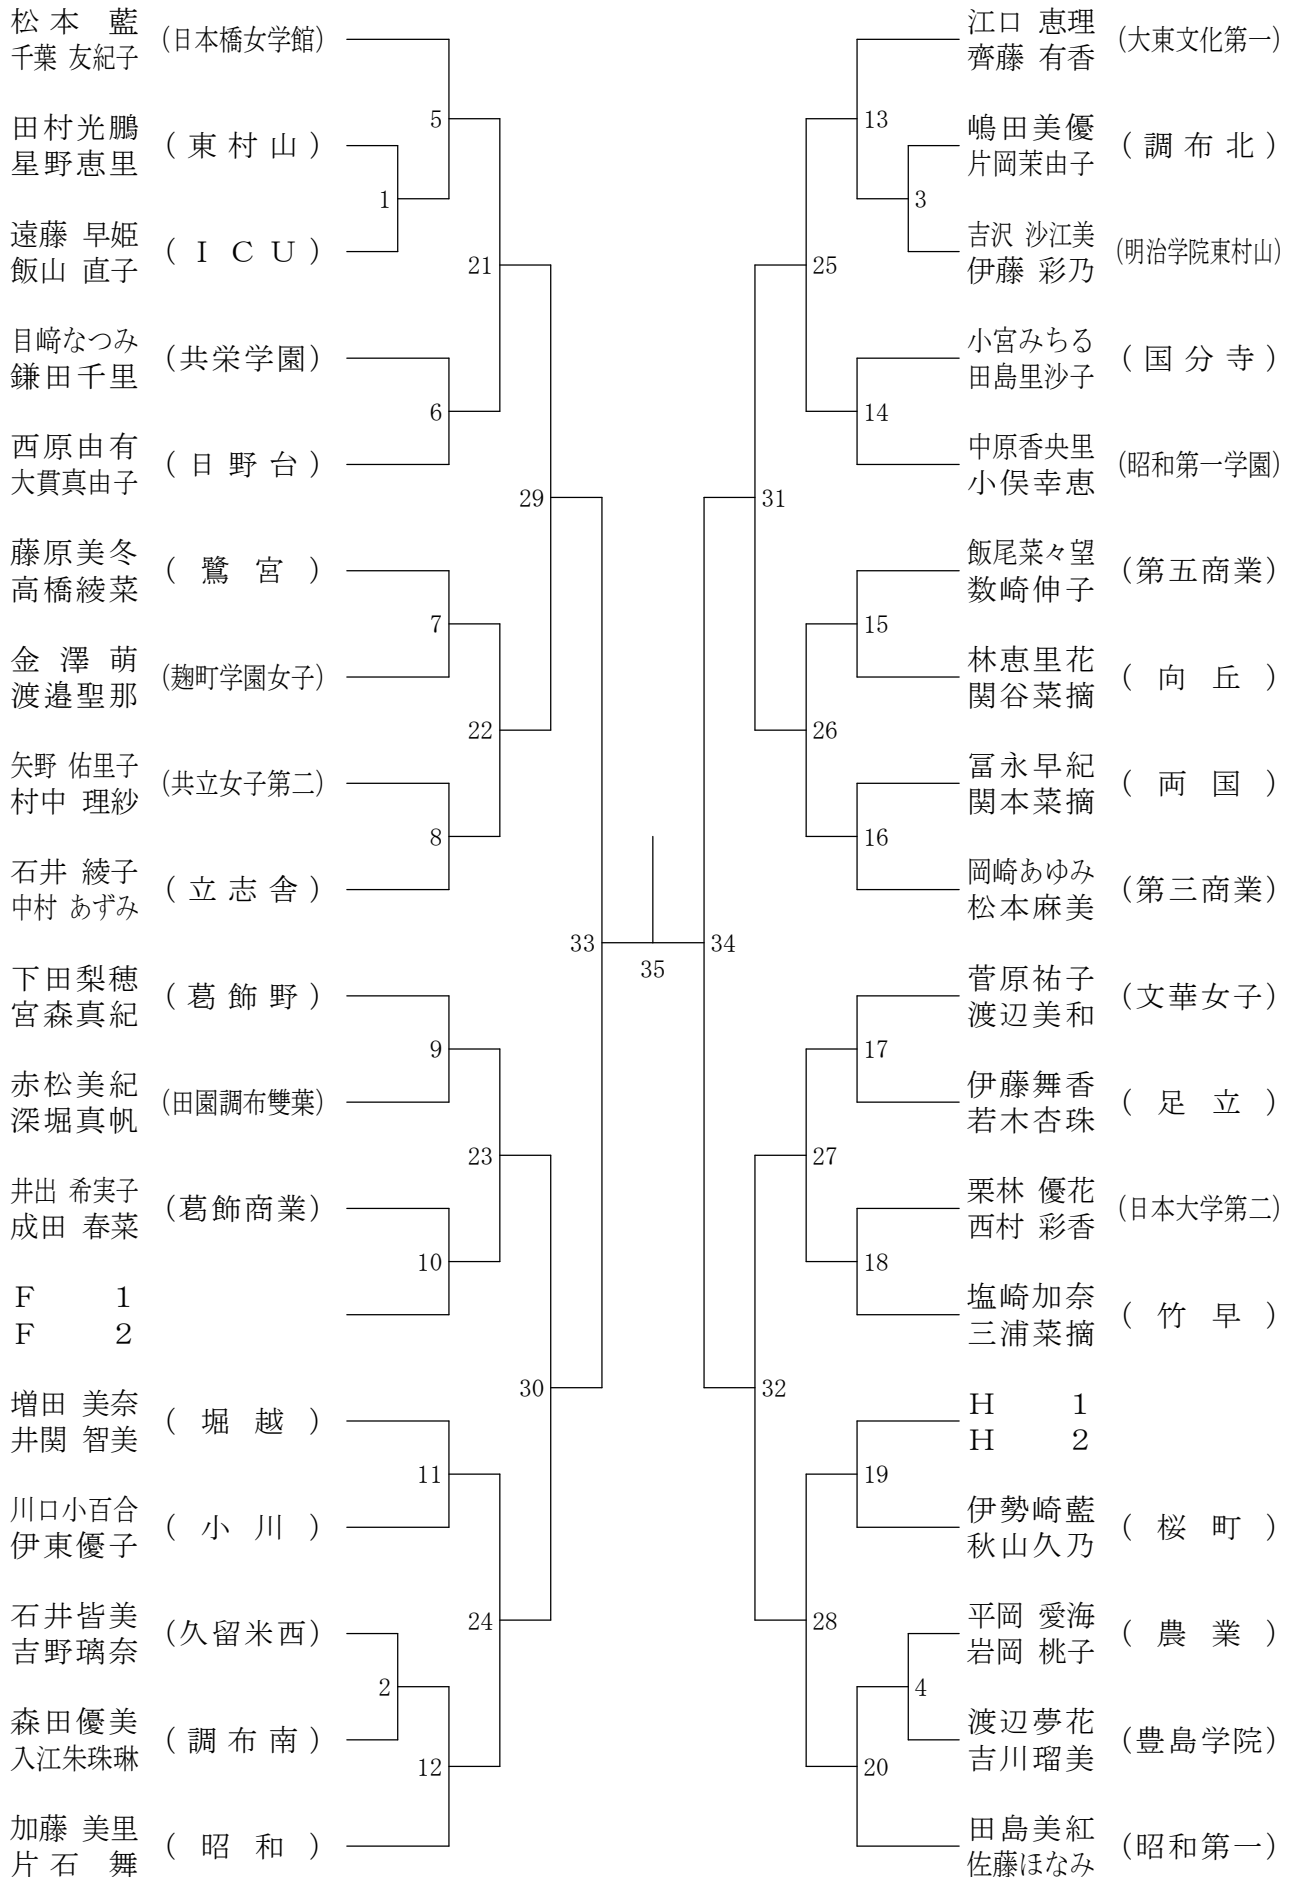 松本 藍
千葉 友紀子
(日本橋女学館)
田村光鵬
星野恵里
(東村山)
1
5
遠藤 早姫
飯山 直子
(ICU)
21
目﨑なつみ
鎌田千里
(共栄学園)
6
西原由有
大貫真由子
(日野台)
29
藤原美冬
高橋綾菜
(鷺宮)
7
金澤萌
渡邉聖那
(麹町学園女子)
22
矢野 佑里子
村中 理紗
(共立女子第二)
8
石井 綾子
中村 あずみ
(立志舎)
33
下田梨穂
宮森真紀
(葛飾野)
9
赤松美紀
深堀真帆
(田園調布雙葉)
23
井出 希実子
成田 春菜
(葛飾商業)
10
F 1
F 2
30
増田 美奈
井関 智美
(堀越)
11
川口小百合
伊東優子
(小川)
24
石井皆美
吉野璃奈
(久留米西)
2
森田優美
入江朱珠琳
(調布南)
12
加藤 美里
片石 舞
(昭和)
35
江口 恵理
齊藤 有香
(大東文化第一)
13
嶋田美優
片岡茉由子
(調布北)
3
吉沢 沙江美
伊藤 彩乃
(明治学院東村山)
25
小宮みちる
田島里沙子
(国分寺)
14
中原香央里
小俣幸恵
(昭和第一学園)
31
飯尾菜々望
数崎伸子
(第五商業)
15
林恵里花
関谷菜摘
(向丘)
26
冨永早紀
関本菜摘
(両国)
16
岡崎あゆみ
松本麻美
(第三商業)
34
菅原祐子
渡辺美和
(文華女子)
17
伊藤舞香
若木杏珠
(足立)
27
栗林 優花
西村 彩香
(日本大学第二)
18
塩崎加奈
三浦菜摘
(竹早)
32
H 1
H 2
19
伊勢崎藍
秋山久乃
(桜町)
28
平岡 愛海
岩岡 桃子
(農業)
4
渡辺夢花
吉川瑠美
(豊島学院)
20
田島美紅
佐藤ほなみ
(昭和第一)